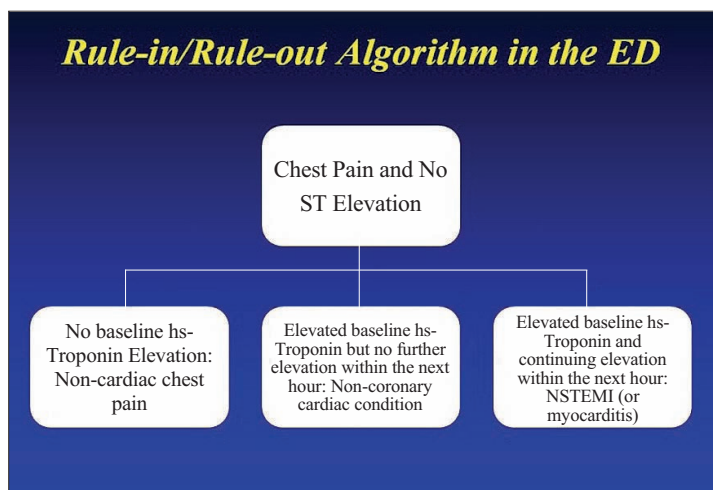 Rule-in/Rule-out Algorithm in the ED
Chest Pain and No
ST Elevation
No baseline hs-
Troponin Elevation:
Non-cardiac chest
pain
Elevated baseline hs-
Troponin but no further
elevation within the next
hour: Non-coronary
cardiac condition
Elevated baseline hs-
Troponin and
continuing elevation
within the next hour:
NSTEMI (or
myocarditis)